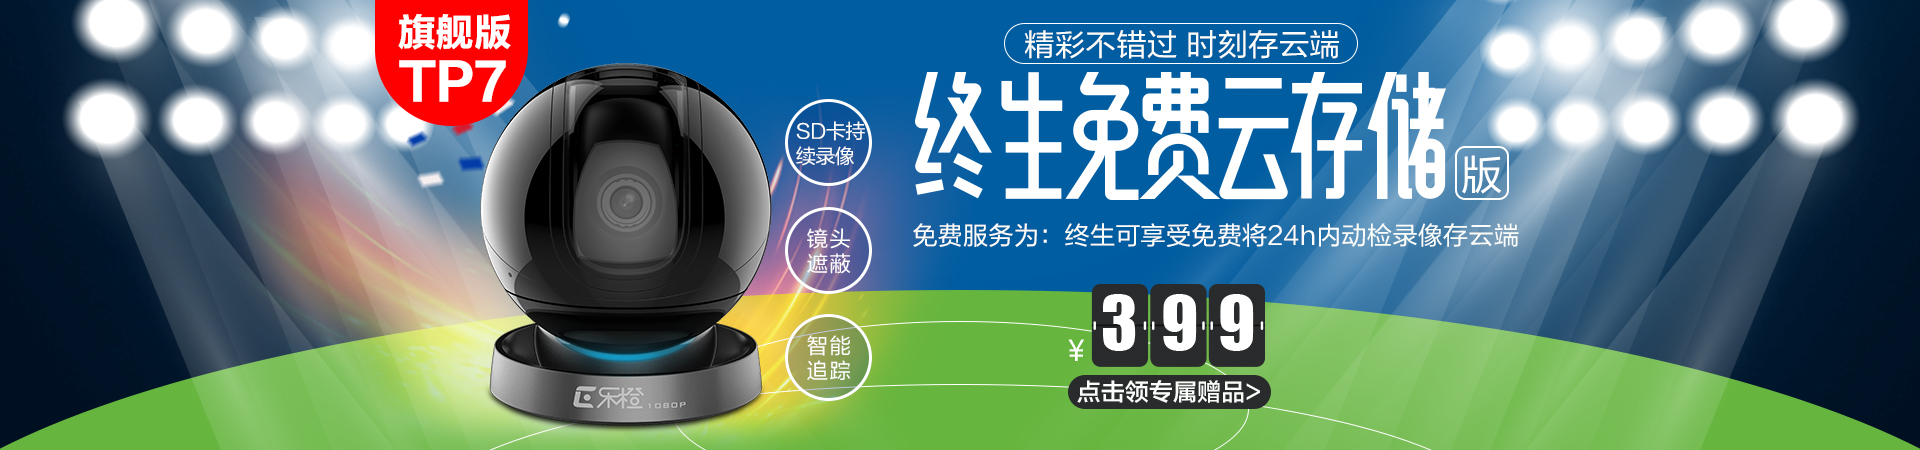 旗舰版
TP7
精彩不错过 时刻存云端
终生免费云存储版
免费服务为：终生可享受免费将24h内动检录像存云端
SD卡持
续录像
镜头
遮蔽
智能
追踪
¥399
点击领专属赠品>
乐橙 1080P